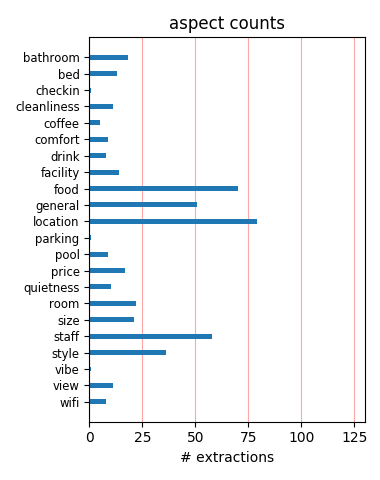 aspect counts
bathroom
bed
checkin
cleanliness
coffee
comfort
drink
facility
food
general
location
parking
pool
price
quietness
room
size
staff
style
vibe
view
wifi
0 25 50 75 100 125
# extractions